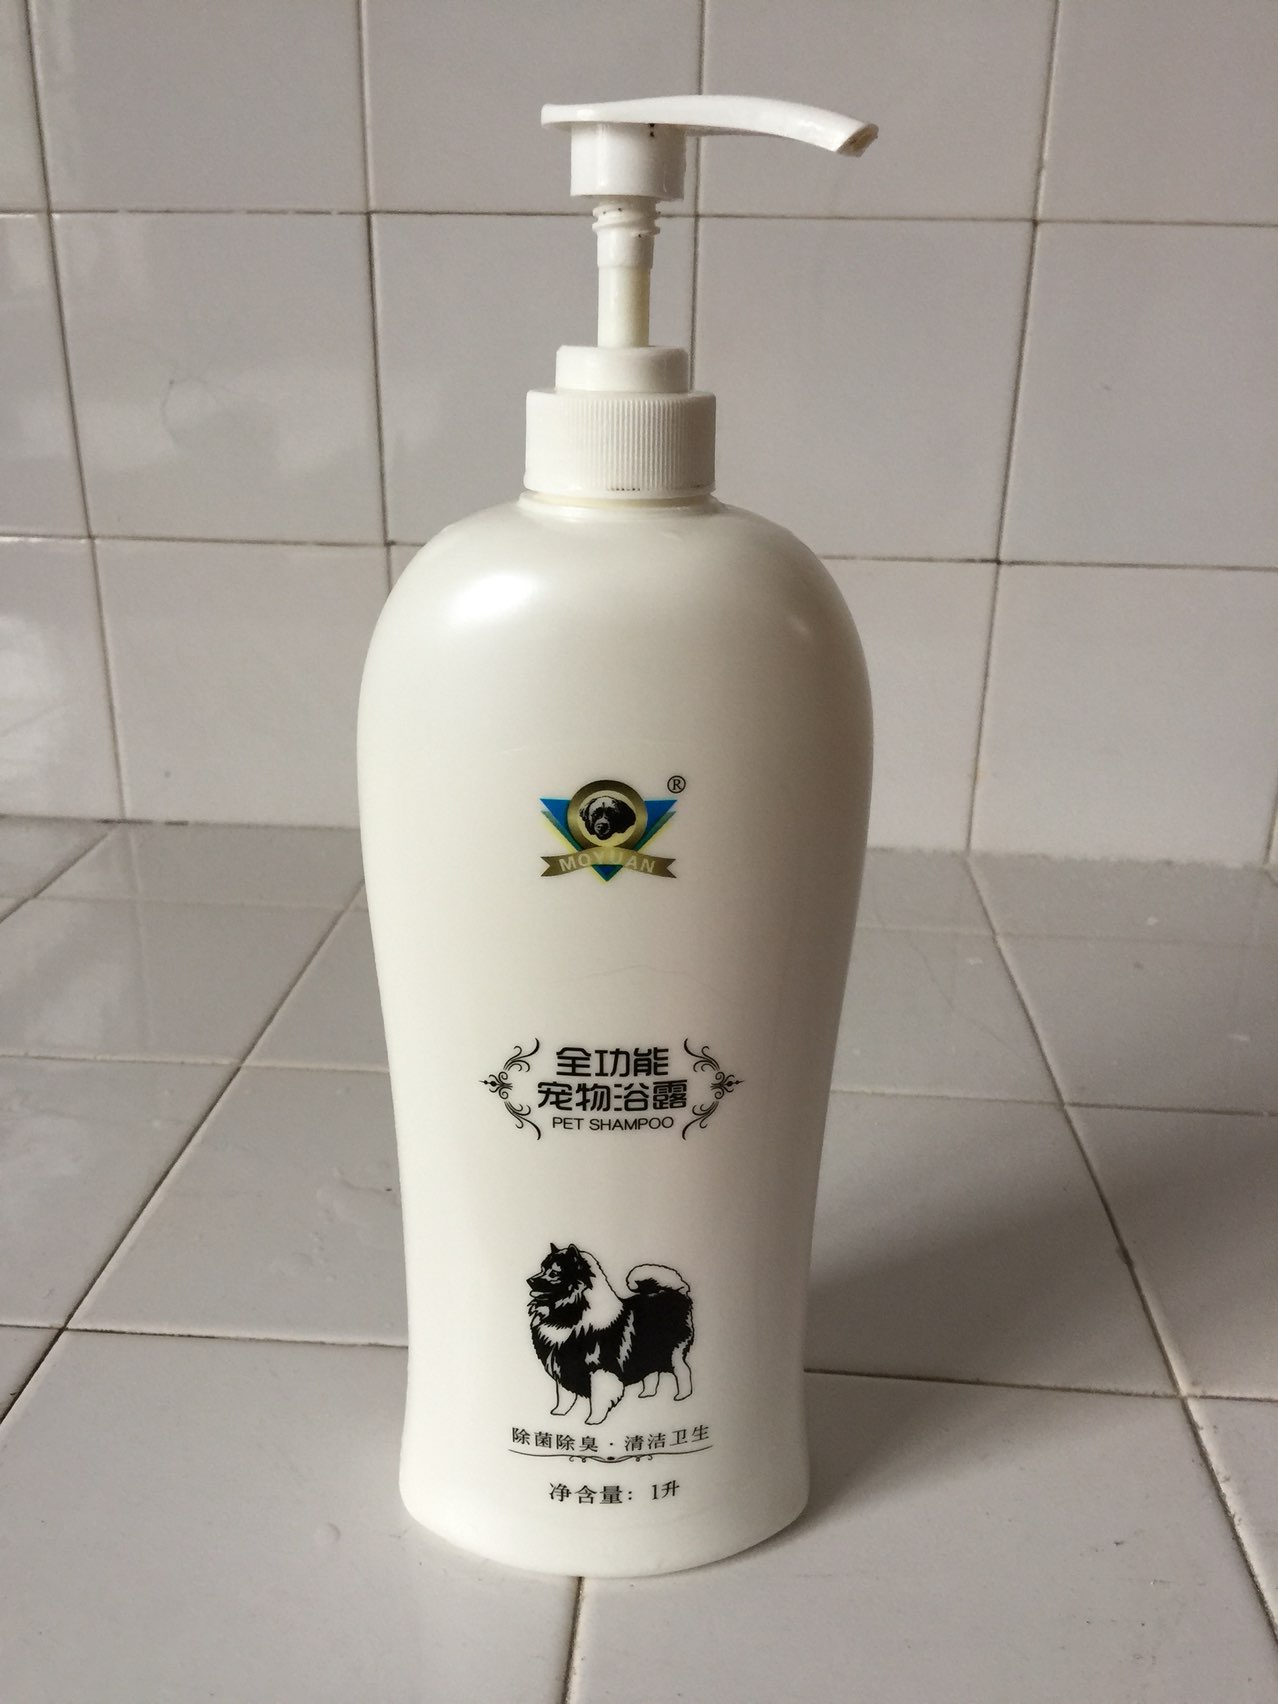 ®
MOYUAN
全功能
宠物浴露
PET SHAMPOO
除菌除臭·清洁卫生
净含量：1升